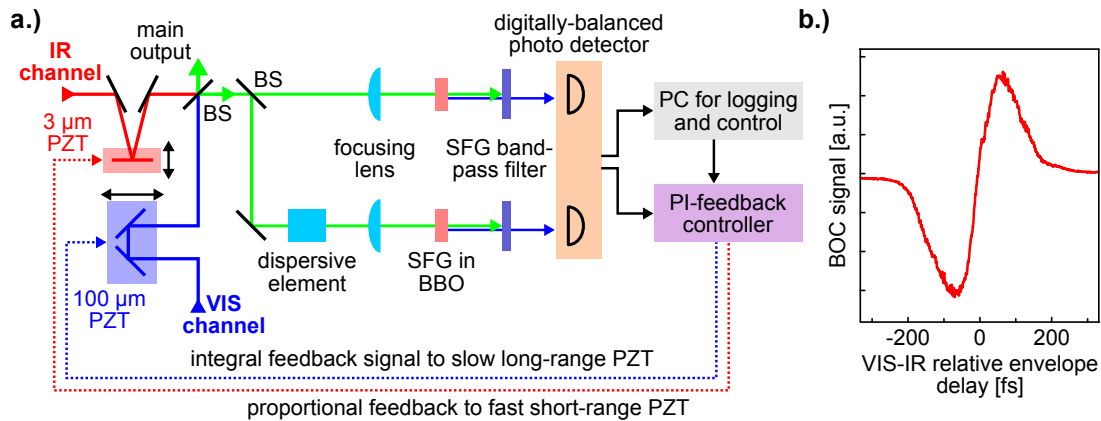 a.)
main
output
IR
channel
BS
BS
3 µm
PZT
focusing
lens
SFG band-
pass filter
digitally-balanced
photo detector
PC for logging
and control
PI-feedback
controller
dispersive
element
SFG in
BBO
100 µm
PZT
VIS
channel
integral feedback signal to slow long-range PZT
proportional feedback to fast short-range PZT
b.)
BOC signal [a.u.]
-200
0
200
VIS-IR relative envelope
delay [fs]